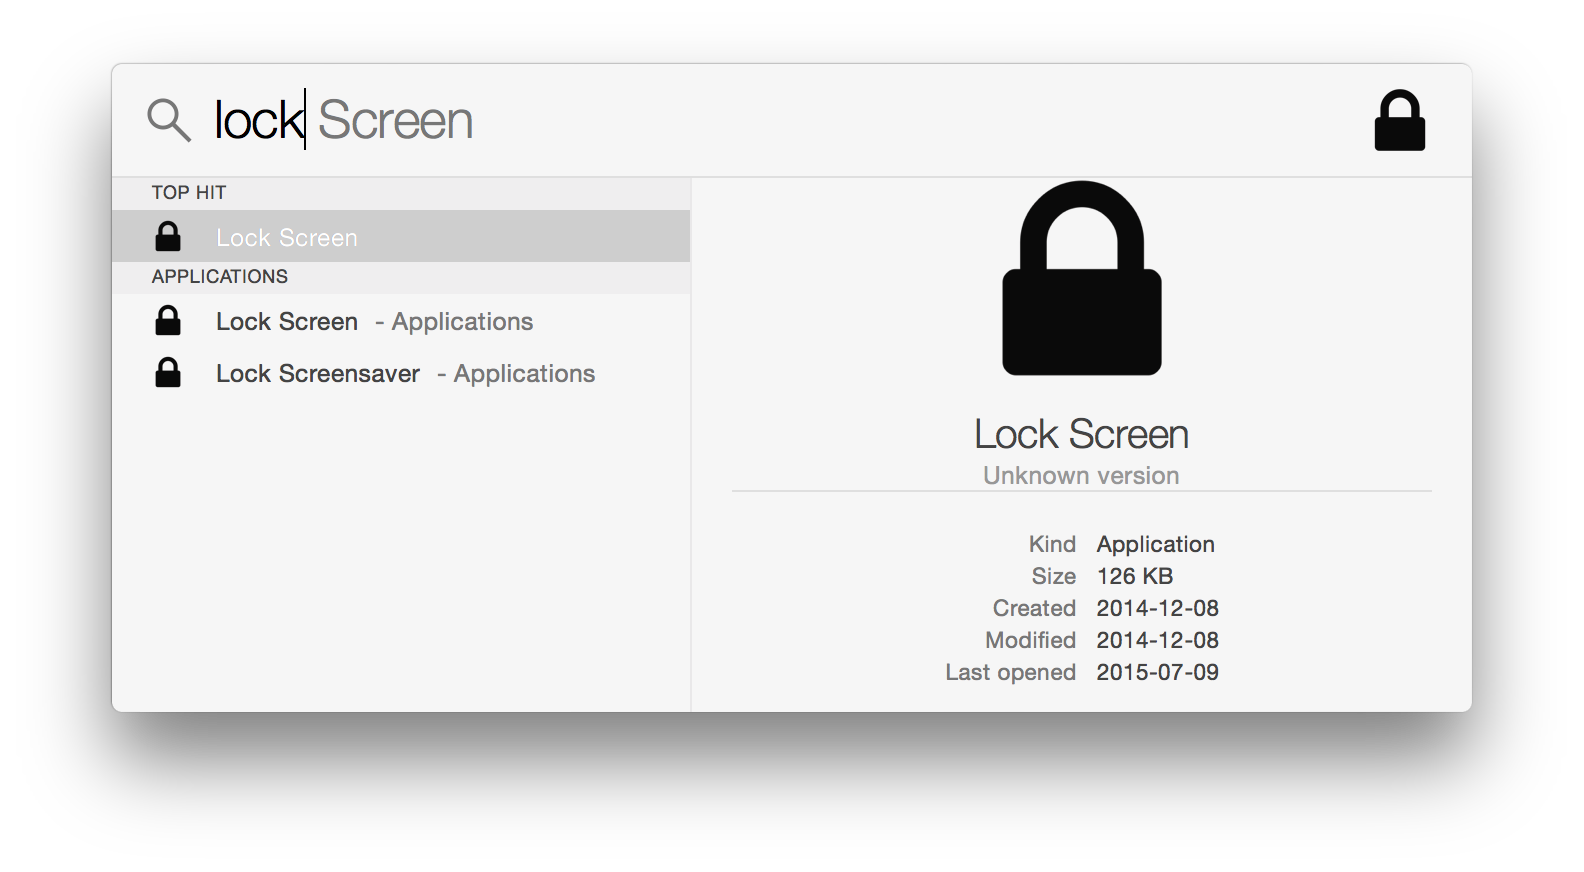 lock Screen
TOP HIT
Lock Screen
APPLICATIONS
Lock Screen - Applications
Lock Screensaver - Applications
Lock Screen
Unknown version
Kind Application
Size 126 KB
Created 2014-12-08
Modified 2014-12-08
Last opened 2015-07-09